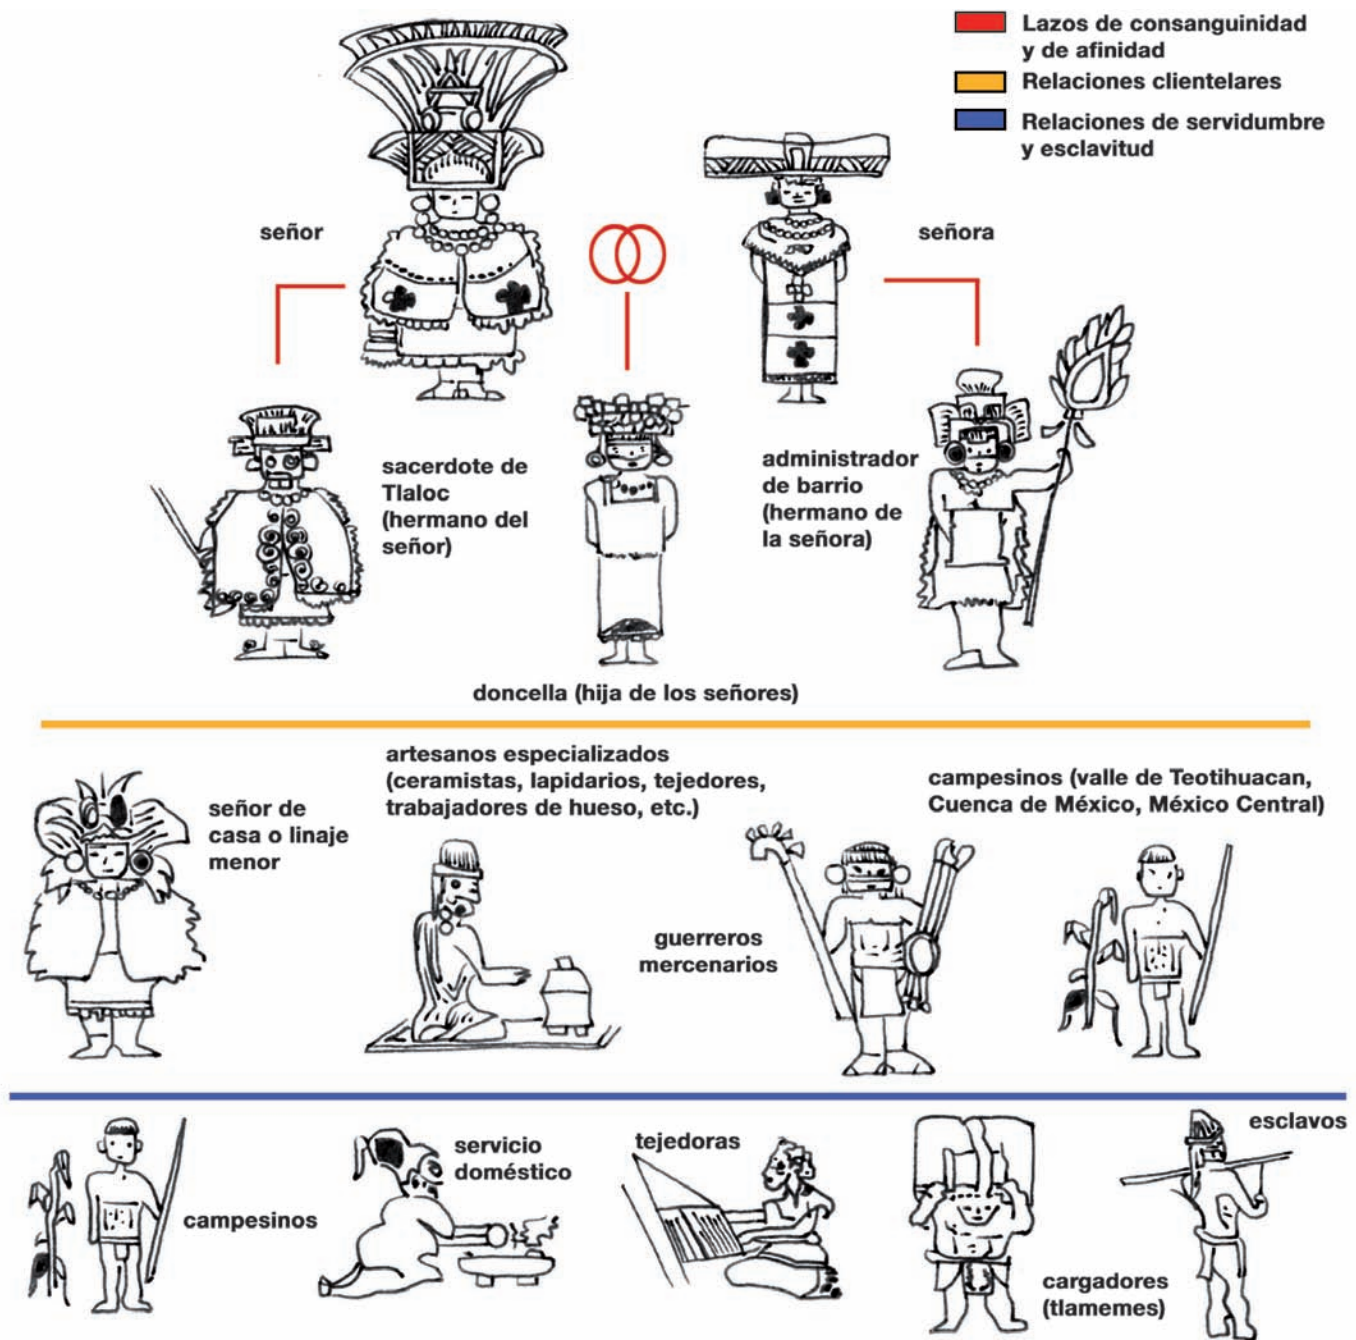 Lazos de consanguinidad
y de afinidad
Relaciones clientelares
Relaciones de servidumbre
y esclavitud
señor
señora
sacerdote de
Tlaloc
(hermano del
señor)
administrador
de barrio
(hermano de
la señora)
doncella (hija de los señores)
señor de
casa o linaje
menor
artesanos especializados
(ceramistas, lapidarios, tejedores,
trabajadores de hueso, etc.)
guerreros
mercenarios
campesinos (valle de Teotihuacan,
Cuenca de México, México Central)
campesinos
servicio
doméstico
tejedoras
cargadores
(tlamemes)
esclavos